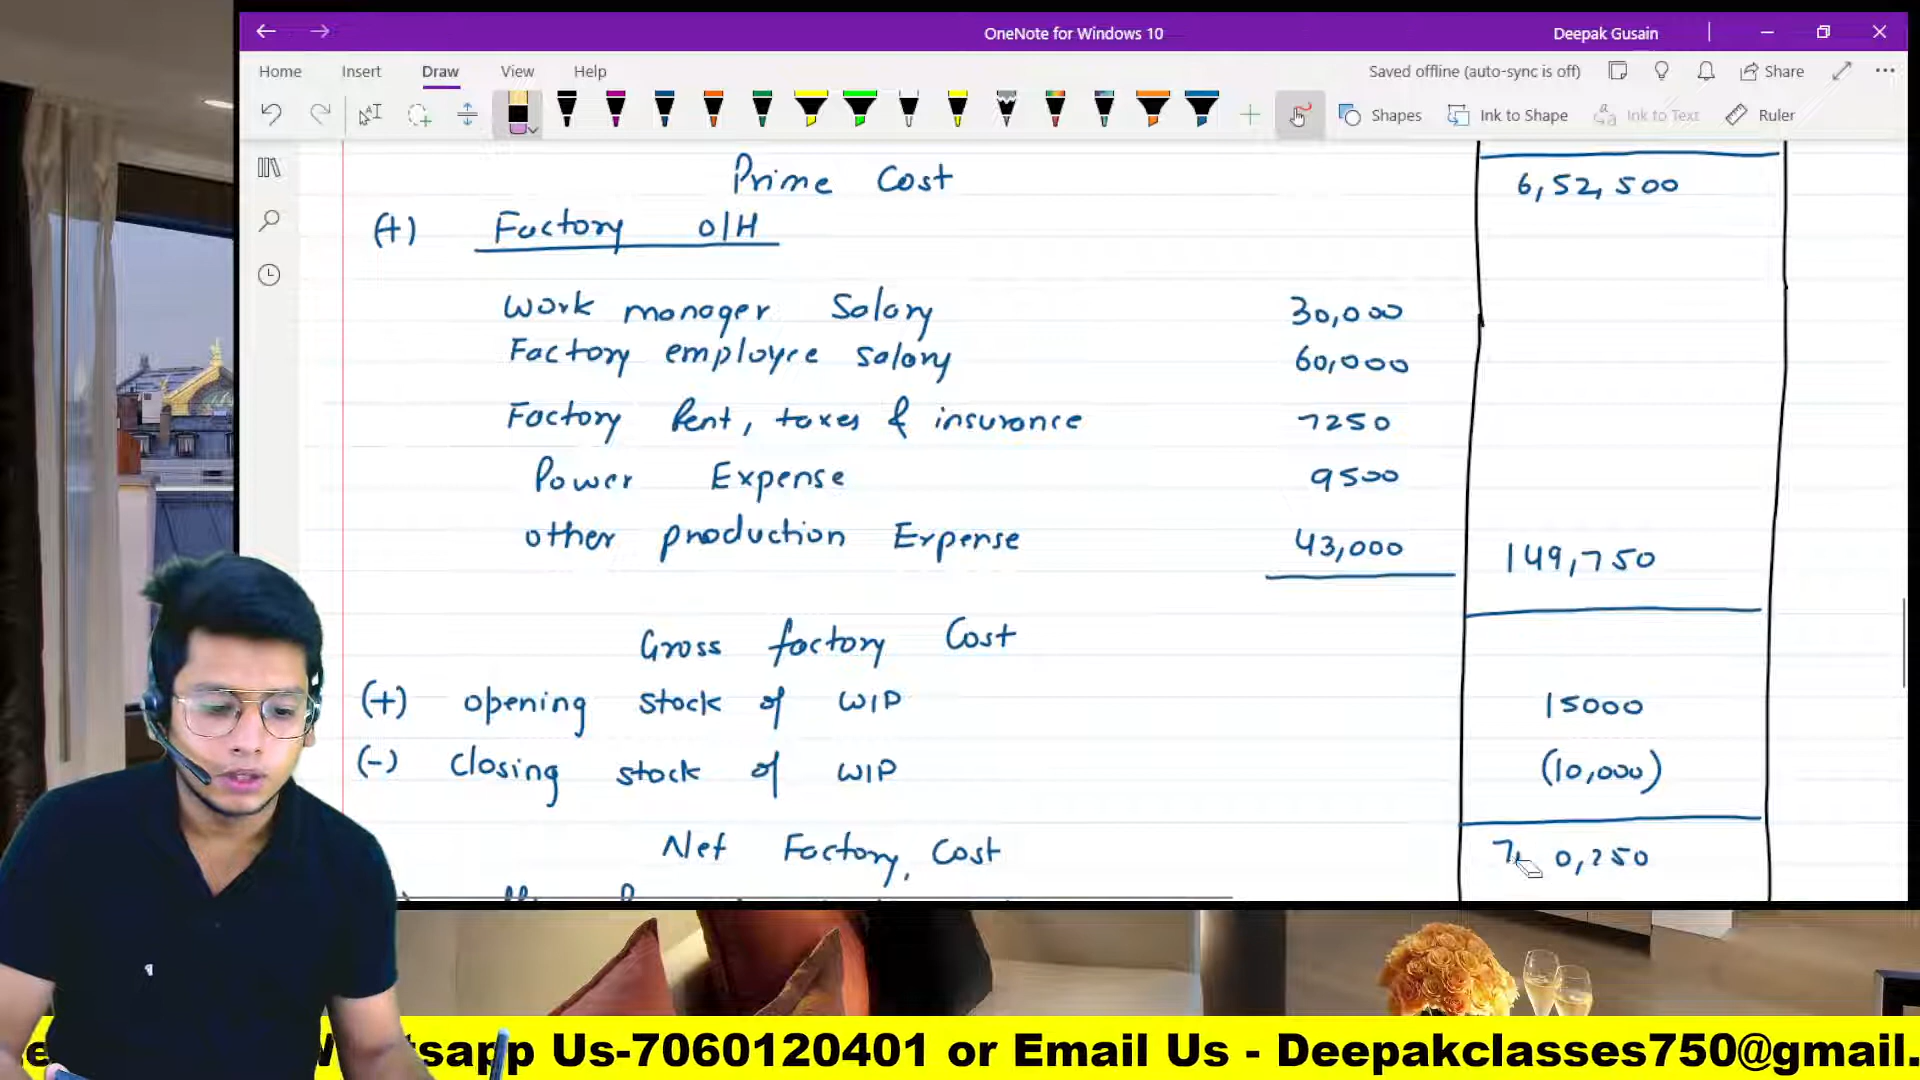 OneNote for Windows 10 Deepak Gusain
Home Insert Draw View Help Saved offline (auto-sync is off) Share
Shapes Ink to Shape Ink to Text Ruler
Prime Cost 6,52,500
(+) Factory O/H
Work manager Salary 30,000
Factory employee salary 60,000
Factory Rent, taxes & insurance 7250
Power Expense 9500
other production Expense 43,000 149,750
Gross factory Cost
(+) opening stock of WIP 15000
(-) closing stock of WIP (10,000)
Net Factory Cost 7, 0,250
Whatsapp Us-7060120401 or Email Us - Deepakclasses750@gmail.